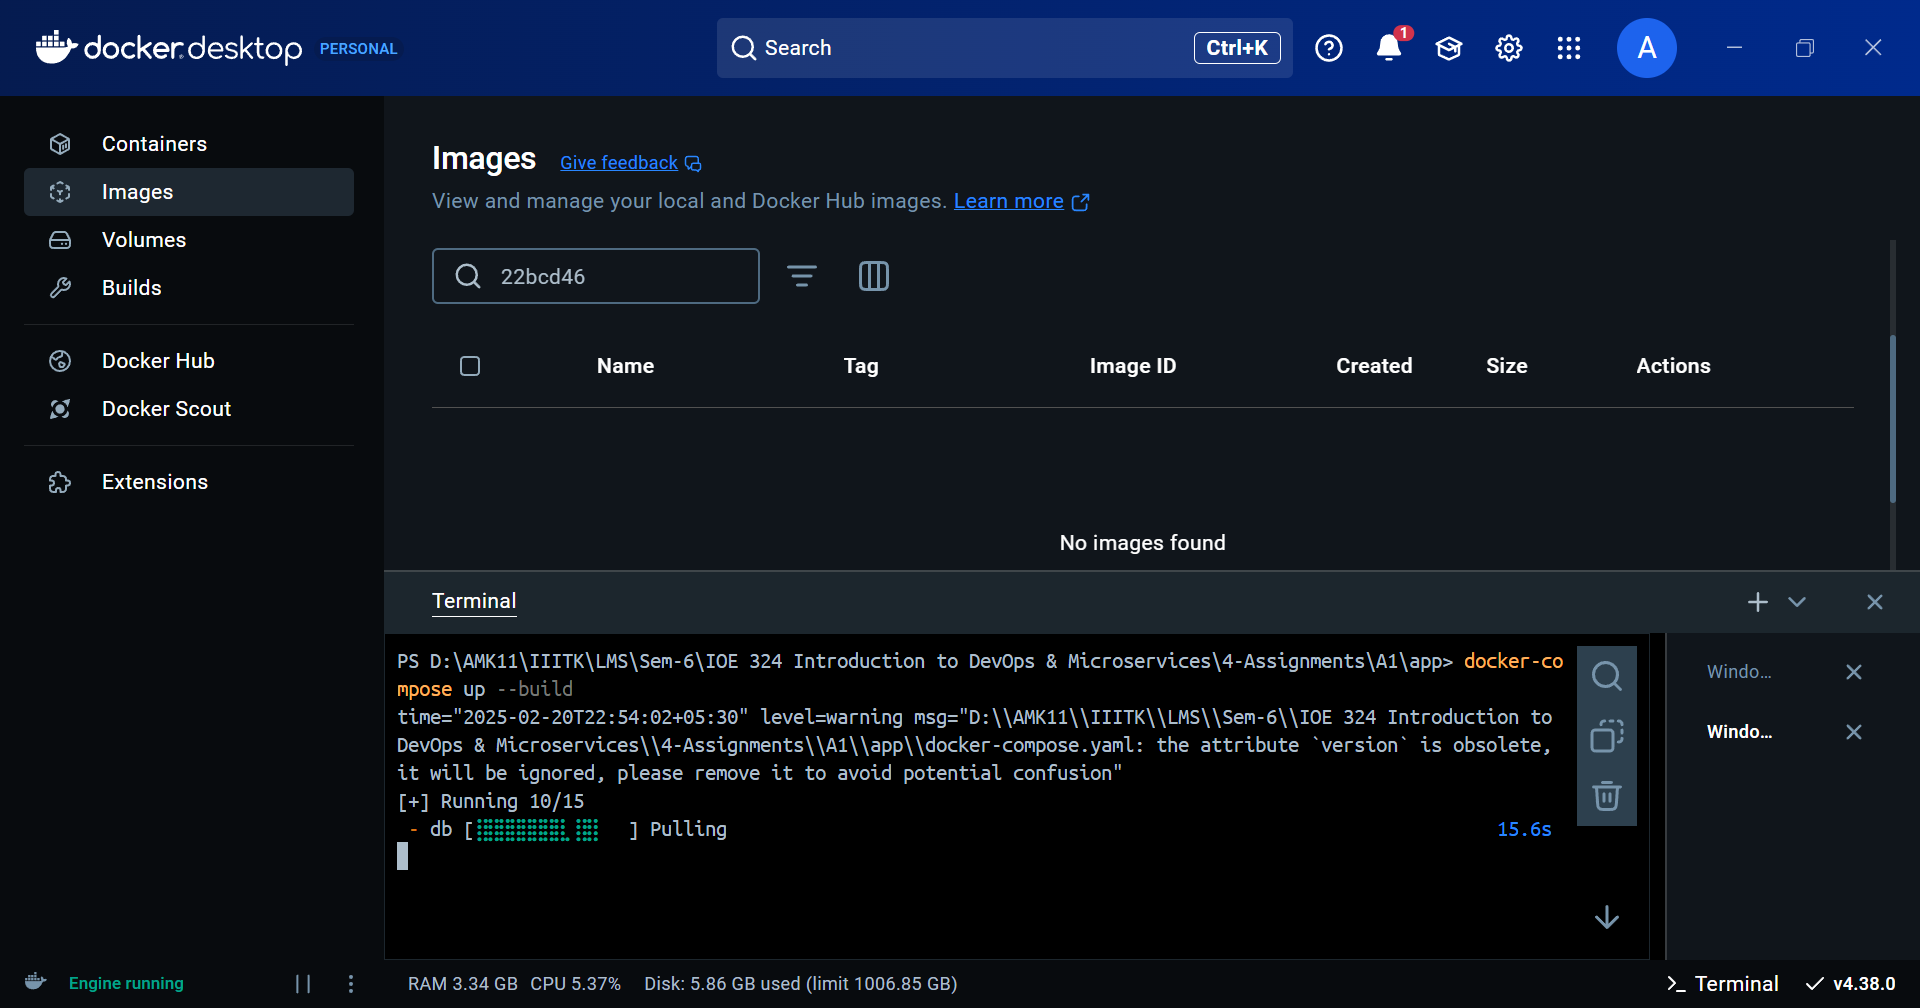 docker desktop PERSONAL
Search
Ctrl+K
1
A
Containers
Images
Volumes
Builds
Docker Hub
Docker Scout
Extensions
Images Give feedback
View and manage your local and Docker Hub images. Learn more
22bcd46
Name Tag Image ID Created Size Actions
No images found
Terminal
PS D:\AMK11\IIITK\LMS\Sem-6\IOE 324 Introduction to DevOps & Microservices\4-Assignments\A1\app> docker-co
mpose up --build
time="2025-02-20T22:54:02+05:30" level=warning msg="D:\\AMK11\\IIITK\\LMS\\Sem-6\\IOE 324 Introduction to
DevOps & Microservices\\4-Assignments\\A1\\app\\docker-compose.yaml: the attribute `version` is obsolete,
it will be ignored, please remove it to avoid potential confusion"
[+] Running 10/15
- db [⣿⣿⣿⣿⣿⣿⣿⣿⣄⣿⣿ ] Pulling 15.6s
Windo...
Windo...
Engine running
RAM 3.34 GB CPU 5.37% Disk: 5.86 GB used (limit 1006.85 GB)
>_ Terminal ✓ v4.38.0